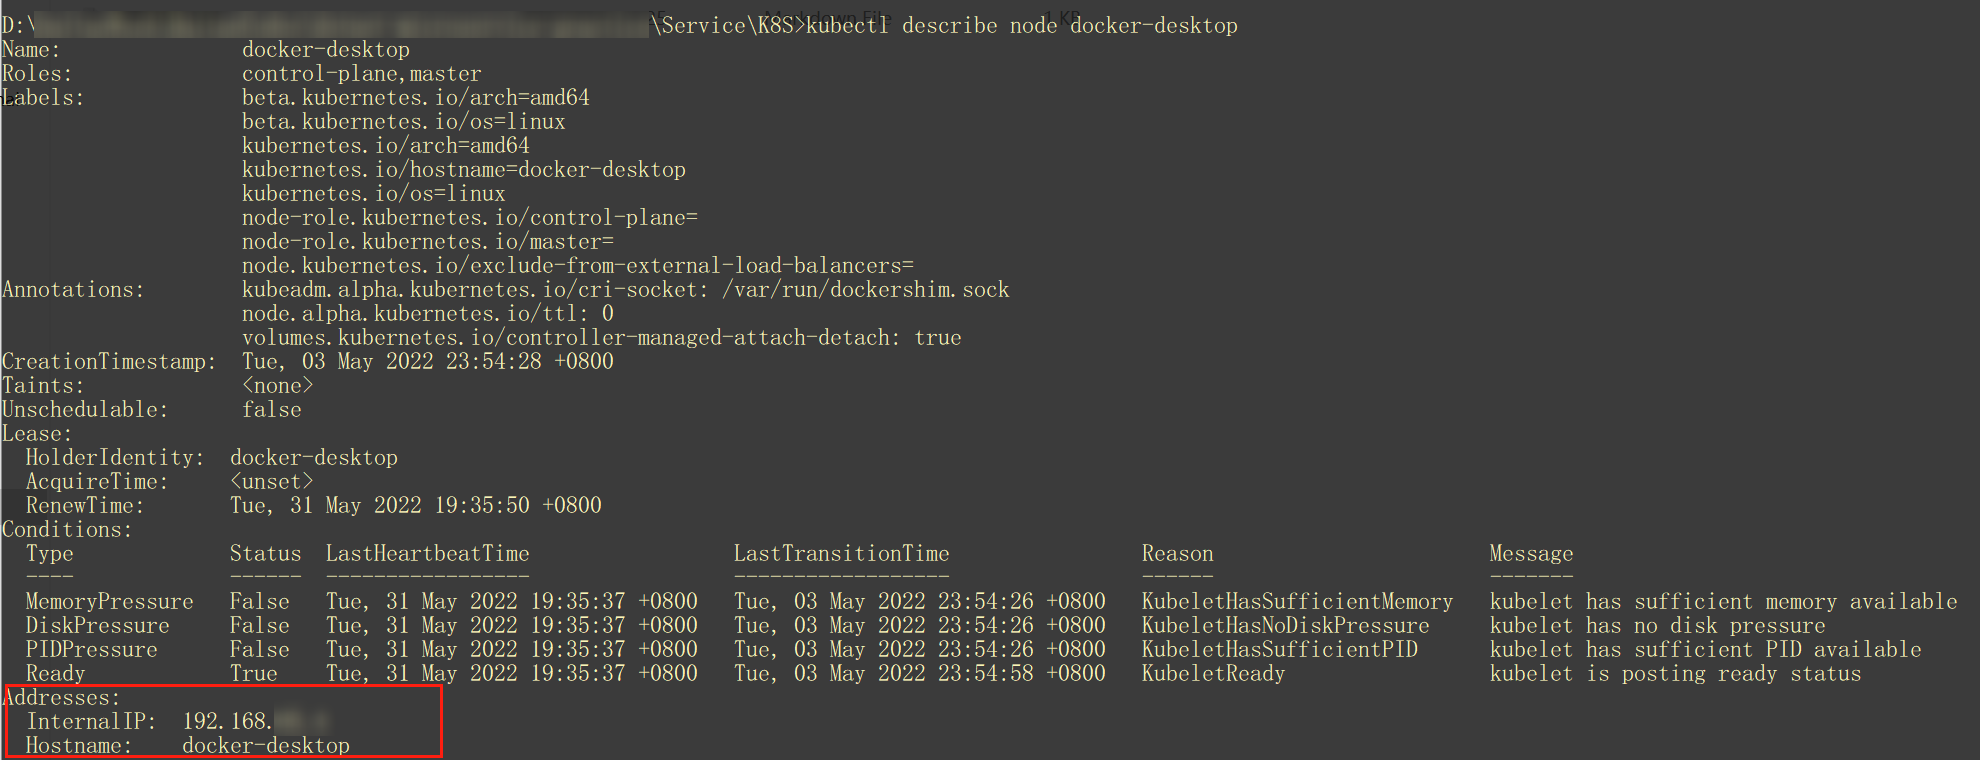 D:\ \Service\K8S>kubectl describe node docker-desktop
Name: docker-desktop
Roles: control-plane,master
Labels: beta.kubernetes.io/arch=amd64
beta.kubernetes.io/os=linux
kubernetes.io/arch=amd64
kubernetes.io/hostname=docker-desktop
kubernetes.io/os=linux
node-role.kubernetes.io/control-plane=
node-role.kubernetes.io/master=
node.kubernetes.io/exclude-from-external-load-balancers=
Annotations: kubeadm.alpha.kubernetes.io/cri-socket: /var/run/dockershim.sock
node.alpha.kubernetes.io/ttl: 0
volumes.kubernetes.io/controller-managed-attach-detach: true
CreationTimestamp: Tue, 03 May 2022 23:54:28 +0800
Taints: <none>
Unschedulable: false
Lease:
HolderIdentity: docker-desktop
AcquireTime: <unset>
RenewTime: Tue, 31 May 2022 19:35:50 +0800
Conditions:
Type Status LastHeartbeatTime LastTransitionTime Reason Message
---- ------ ----------------- ------------------ ------ -------
MemoryPressure False Tue, 31 May 2022 19:35:37 +0800 Tue, 03 May 2022 23:54:26 +0800 KubeletHasSufficientMemory kubelet has sufficient memory available
DiskPressure False Tue, 31 May 2022 19:35:37 +0800 Tue, 03 May 2022 23:54:26 +0800 KubeletHasNoDiskPressure kubelet has no disk pressure
PIDPressure False Tue, 31 May 2022 19:35:37 +0800 Tue, 03 May 2022 23:54:26 +0800 KubeletHasSufficientPID kubelet has sufficient PID available
Ready True Tue, 31 May 2022 19:35:37 +0800 Tue, 03 May 2022 23:54:58 +0800 KubeletReady kubelet is posting ready status
Addresses:
InternalIP: 192.168.
Hostname: docker-desktop